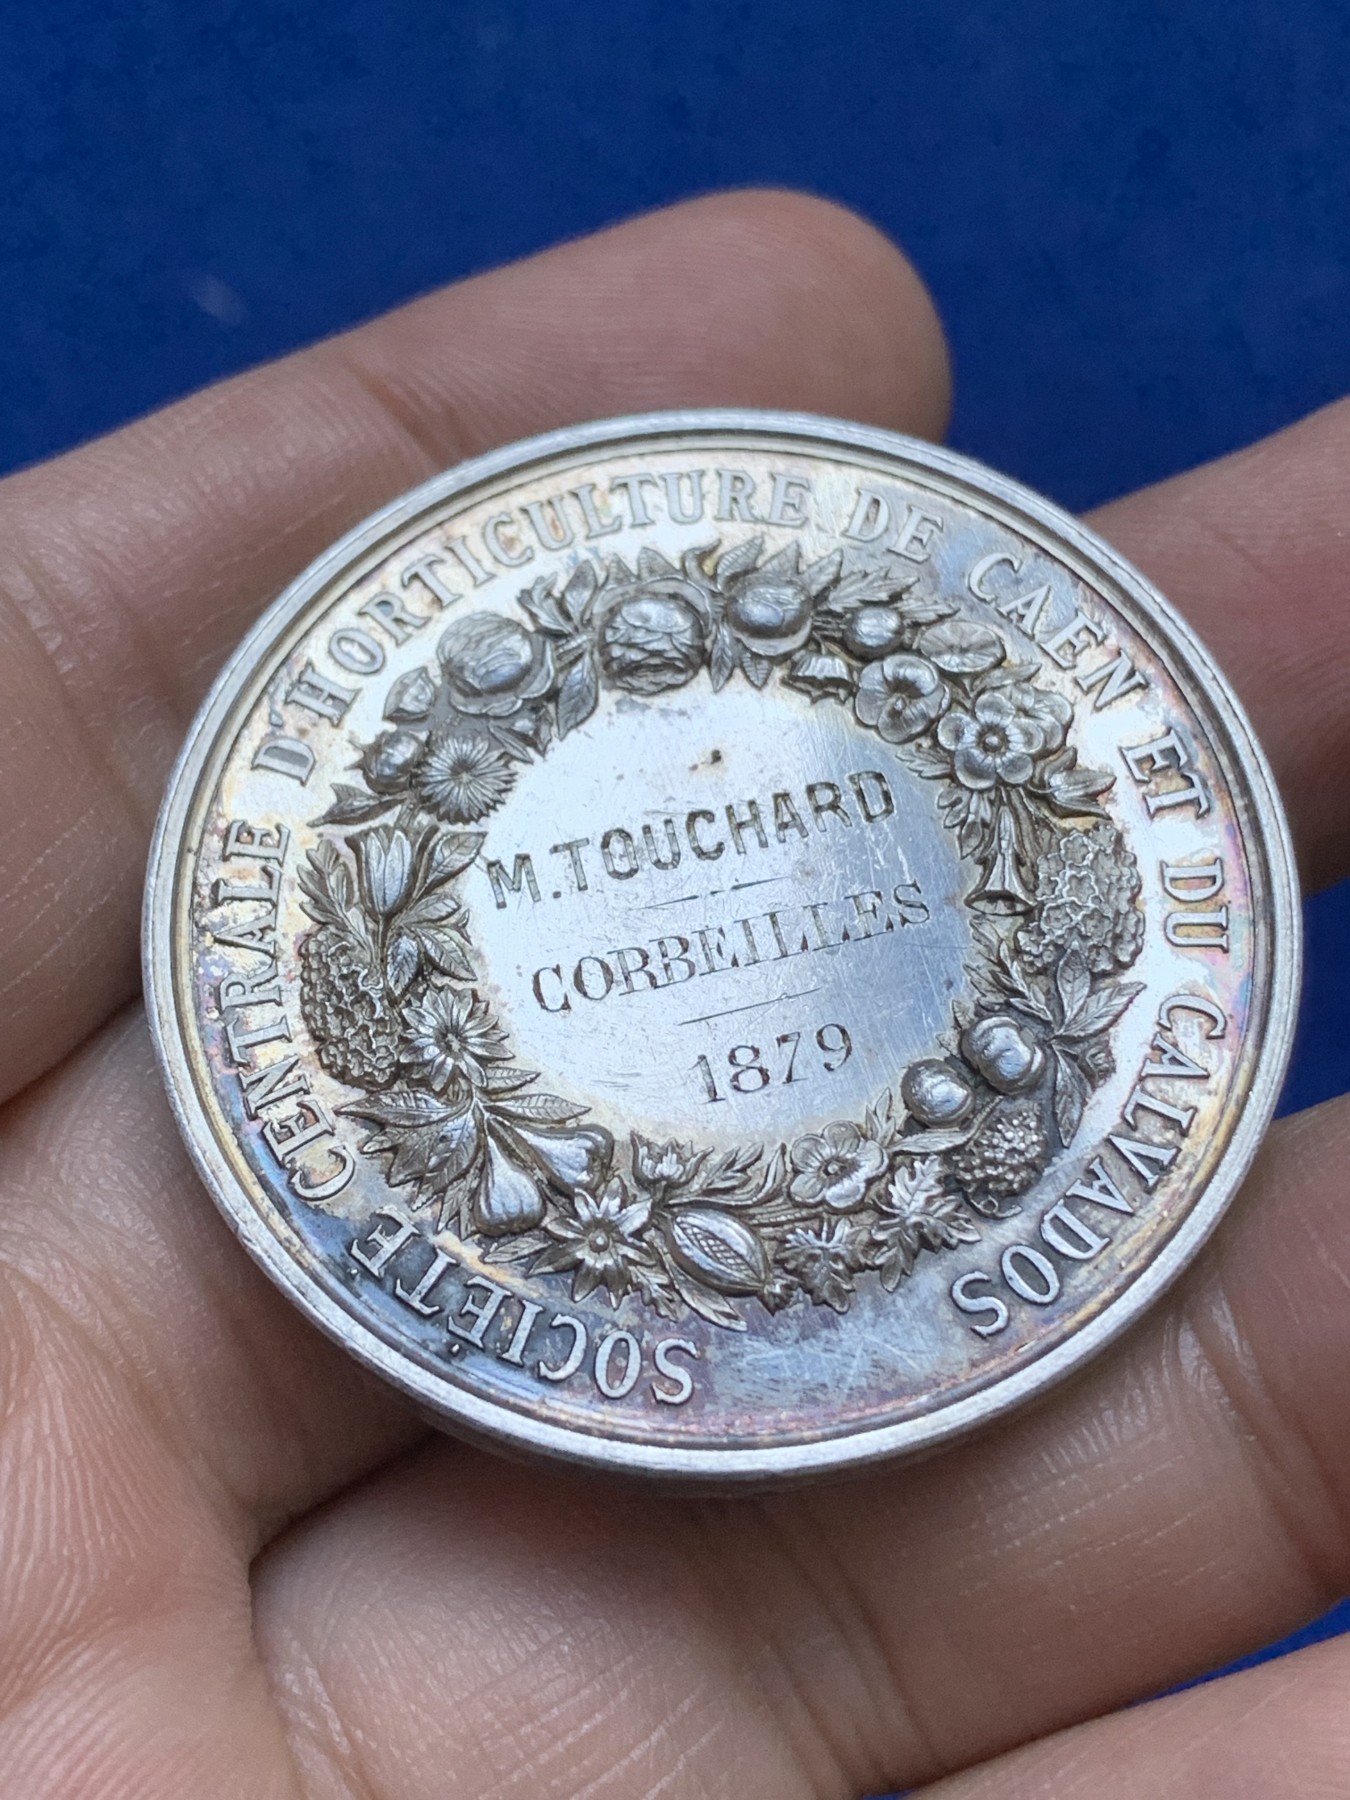 SOCIÉTÉ CENTRALE D'HORTICULTURE DE CAEN ET DU CALVADOS
M. TOUCHARD
CORBEILLES
1879